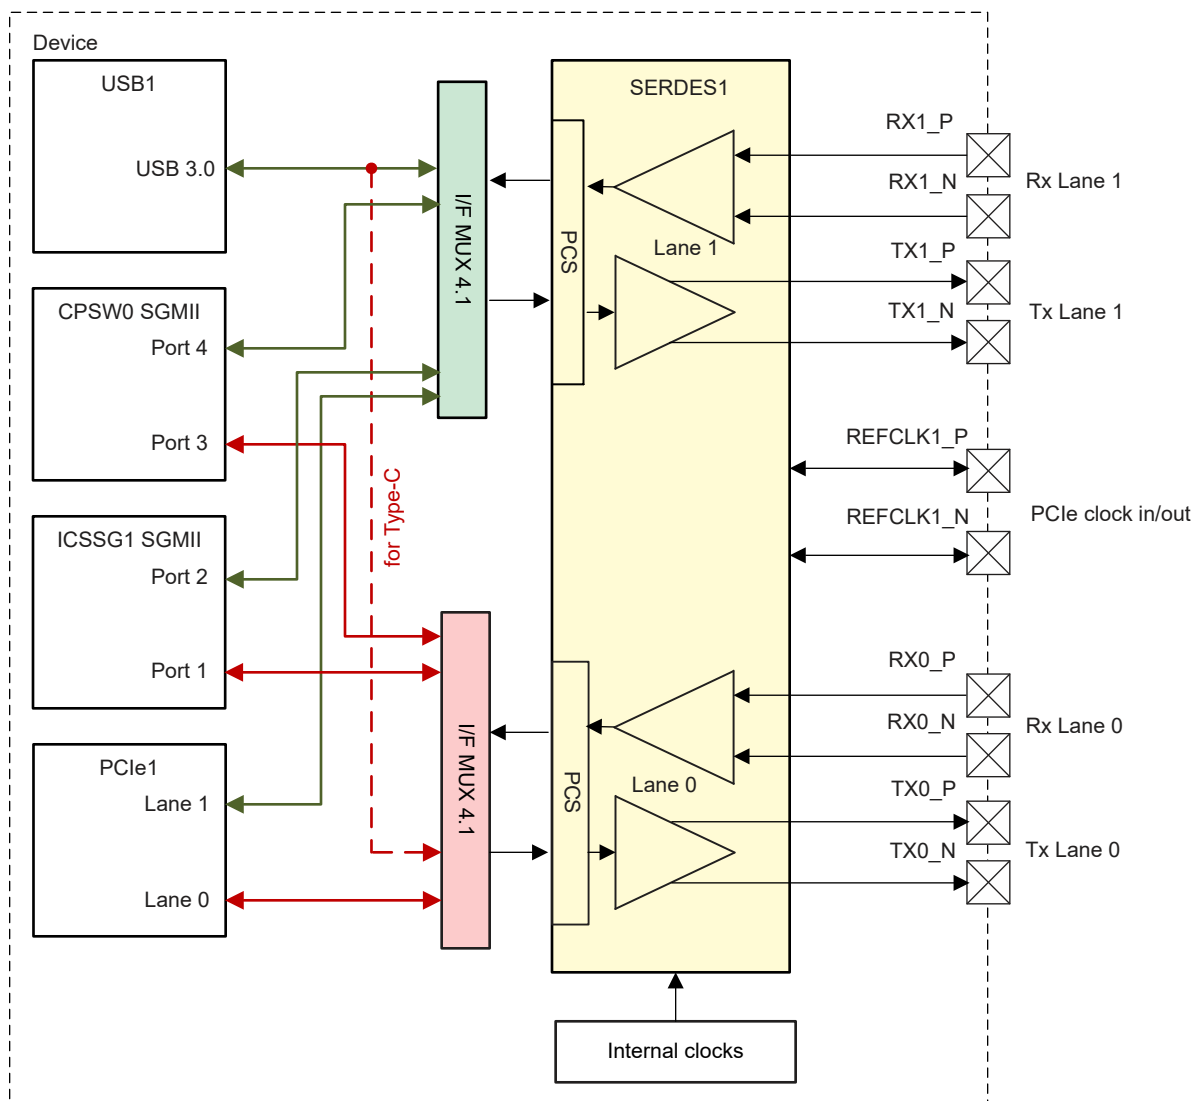 Device
USB1
USB 3.0
CPSW0 SGMII
Port 4
Port 3
ICSSG1 SGMII
Port 2
Port 1
PCIe1
Lane 1
Lane 0
for Type-C
I/F MUX 4.1
I/F MUX 4.1
SERDES1
PCS
Lane 1
PCS
Lane 0
Internal clocks
RX1_P
RX1_N
Rx Lane 1
TX1_P
TX1_N
Tx Lane 1
REFCLK1_P
REFCLK1_N
PCIe clock in/out
RX0_P
RX0_N
Rx Lane 0
TX0_P
TX0_N
Tx Lane 0